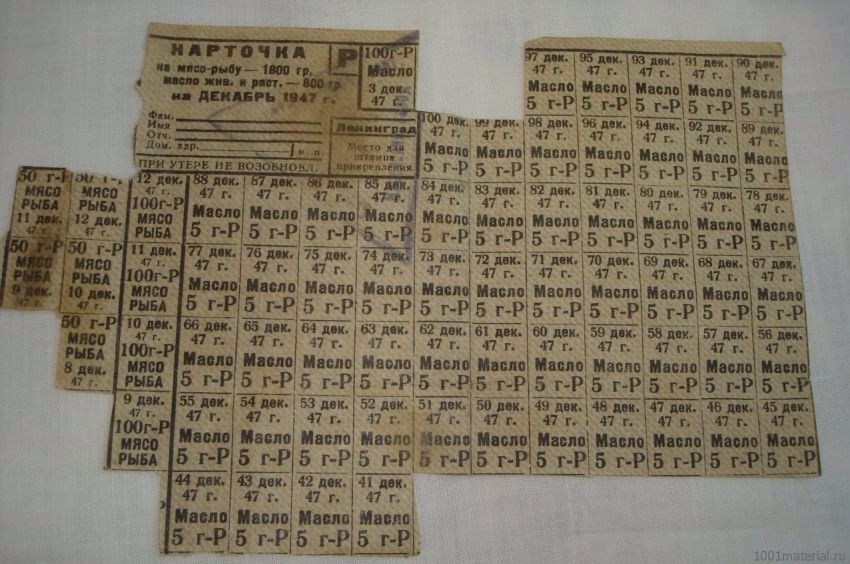 КАРТОЧКА
на мясо-рыбу — 1800 гр,
масло жив. и раст. — 800 гр
на ДЕКАБРЬ 1947 г.
Р
100г-Р
Масло
3 дек.
47 г.
Фам.
Имя
Отч.
Дом. адр. м. п.
ПРИ УТЕРЕ НЕ ВОЗОБНОВЛ.
Ленинград
Место для
штампа
прикрепления
97 дек. 95 дек. 93 дек. 91 дек. 90 дек.
47 г. 47 г. 47 г. 47 г. 47 г.
Масло Масло Масло Масло Масло
5 г-Р 5 г-Р 5 г-Р 5 г-Р 5 г-Р
100 дек. 99 дек. 98 дек. 96 дек. 94 дек. 92 дек. 89 дек.
47 г. 47 г. 47 г. 47 г. 47 г. 47 г. 47 г.
Масло Масло Масло Масло Масло Масло Масло
5 г-Р 5 г-Р 5 г-Р 5 г-Р 5 г-Р 5 г-Р 5 г-Р
50 г-Р
МЯСО
РЫБА
11 дек.
47 г.
50 г-Р
МЯСО
РЫБА
12 дек.
47 г.
12 дек.
47 г.
100г-Р
МЯСО
РЫБА
88 дек. 87 дек. 86 дек. 85 дек. 84 дек. 83 дек. 82 дек. 81 дек. 80 дек. 79 дек. 78 дек.
47 г. 47 г. 47 г. 47 г. 47 г. 47 г. 47 г. 47 г. 47 г. 47 г. 47 г.
Масло Масло Масло Масло Масло Масло Масло Масло Масло Масло Масло
5 г-Р 5 г-Р 5 г-Р 5 г-Р 5 г-Р 5 г-Р 5 г-Р 5 г-Р 5 г-Р 5 г-Р 5 г-Р
50 г-Р
МЯСО
РЫБА
9 дек.
47 г.
50 г-Р
МЯСО
РЫБА
10 дек.
47 г.
11 дек.
47 г.
100г-Р
МЯСО
РЫБА
77 дек. 76 дек. 75 дек. 74 дек. 73 дек. 72 дек. 71 дек. 70 дек. 69 дек. 68 дек. 67 дек.
47 г. 47 г. 47 г. 47 г. 47 г. 47 г. 47 г. 47 г. 47 г. 47 г. 47 г.
Масло Масло Масло Масло Масло Масло Масло Масло Масло Масло Масло
5 г-Р 5 г-Р 5 г-Р 5 г-Р 5 г-Р 5 г-Р 5 г-Р 5 г-Р 5 г-Р 5 г-Р 5 г-Р
50 г-Р
МЯСО
РЫБА
8 дек.
47 г.
10 дек.
47 г.
100г-Р
МЯСО
РЫБА
66 дек. 65 дек. 64 дек. 63 дек. 62 дек. 61 дек. 60 дек. 59 дек. 58 дек. 57 дек. 56 дек.
47 г. 47 г. 47 г. 47 г. 47 г. 47 г. 47 г. 47 г. 47 г. 47 г. 47 г.
Масло Масло Масло Масло Масло Масло Масло Масло Масло Масло Масло
5 г-Р 5 г-Р 5 г-Р 5 г-Р 5 г-Р 5 г-Р 5 г-Р 5 г-Р 5 г-Р 5 г-Р 5 г-Р
9 дек.
47 г.
100г-Р
МЯСО
РЫБА
55 дек. 54 дек. 53 дек. 52 дек. 51 дек. 50 дек. 49 дек. 48 дек. 47 дек. 46 дек. 45 дек.
47 г. 47 г. 47 г. 47 г. 47 г. 47 г. 47 г. 47 г. 47 г. 47 г. 47 г.
Масло Масло Масло Масло Масло Масло Масло Масло Масло Масло Масло
5 г-Р 5 г-Р 5 г-Р 5 г-Р 5 г-Р 5 г-Р 5 г-Р 5 г-Р 5 г-Р 5 г-Р 5 г-Р
44 дек. 43 дек. 42 дек. 41 дек.
47 г. 47 г. 47 г. 47 г.
Масло Масло Масло Масло
5 г-Р 5 г-Р 5 г-Р 5 г-Р
1001material.ru